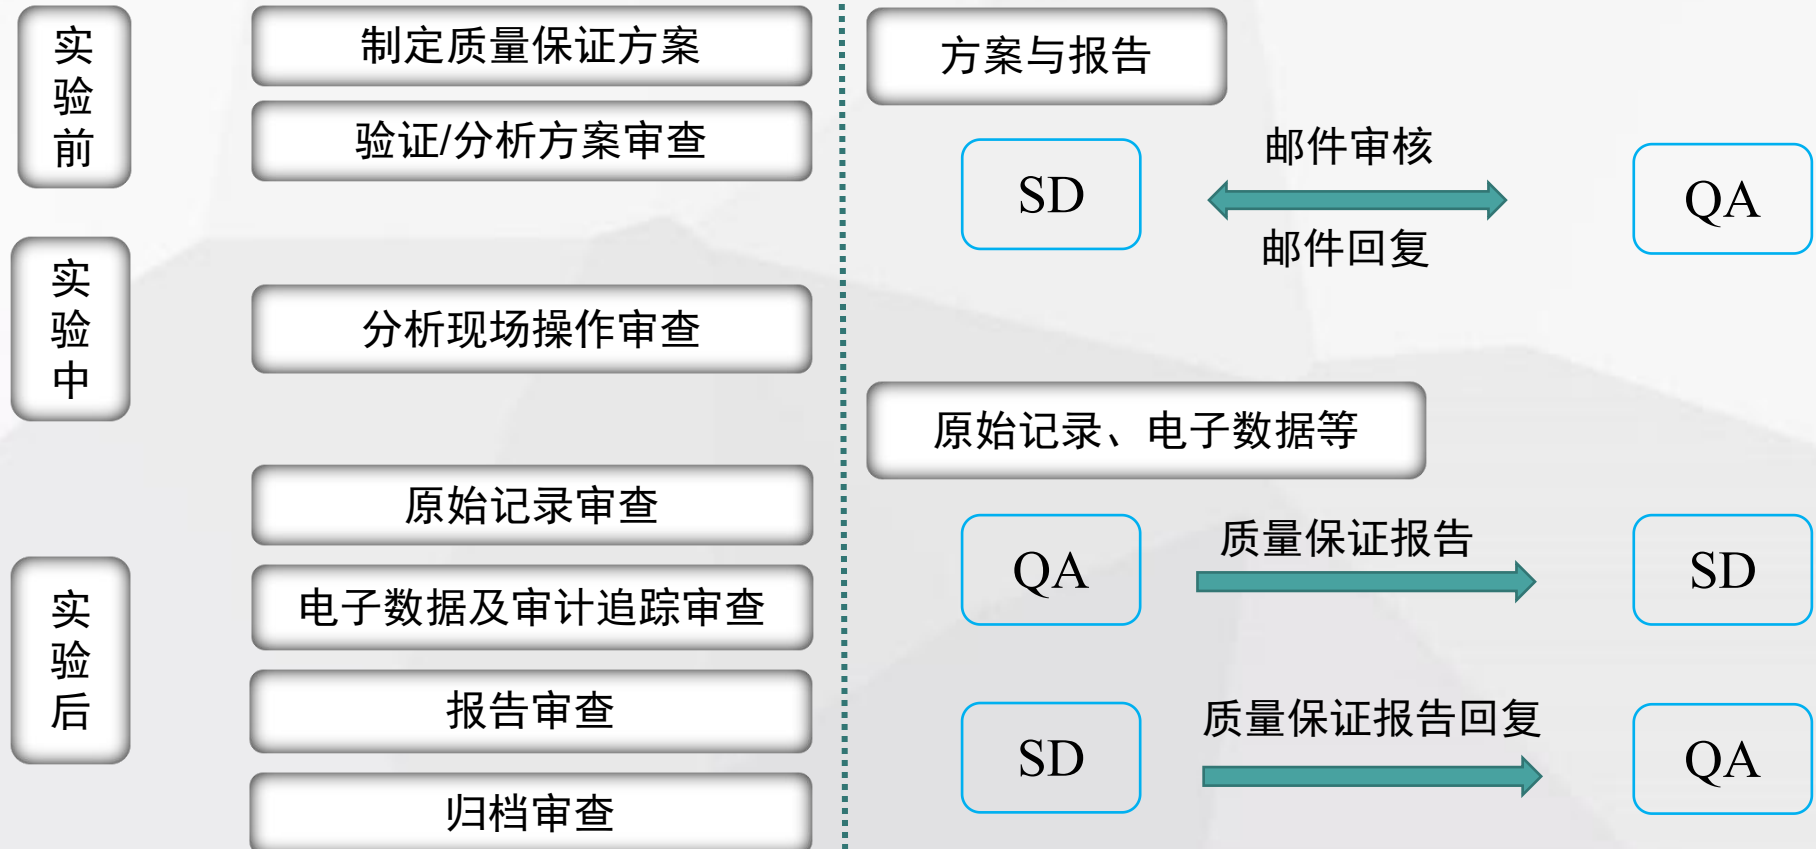 实验前
制定质量保证方案
验证/分析方案审查
实验中
分析现场操作审查
实验后
原始记录审查
电子数据及审计追踪审查
报告审查
归档审查
方案与报告
SD
邮件审核
邮件回复
QA
原始记录、电子数据等
QA
质量保证报告
SD
SD
质量保证报告回复
QA